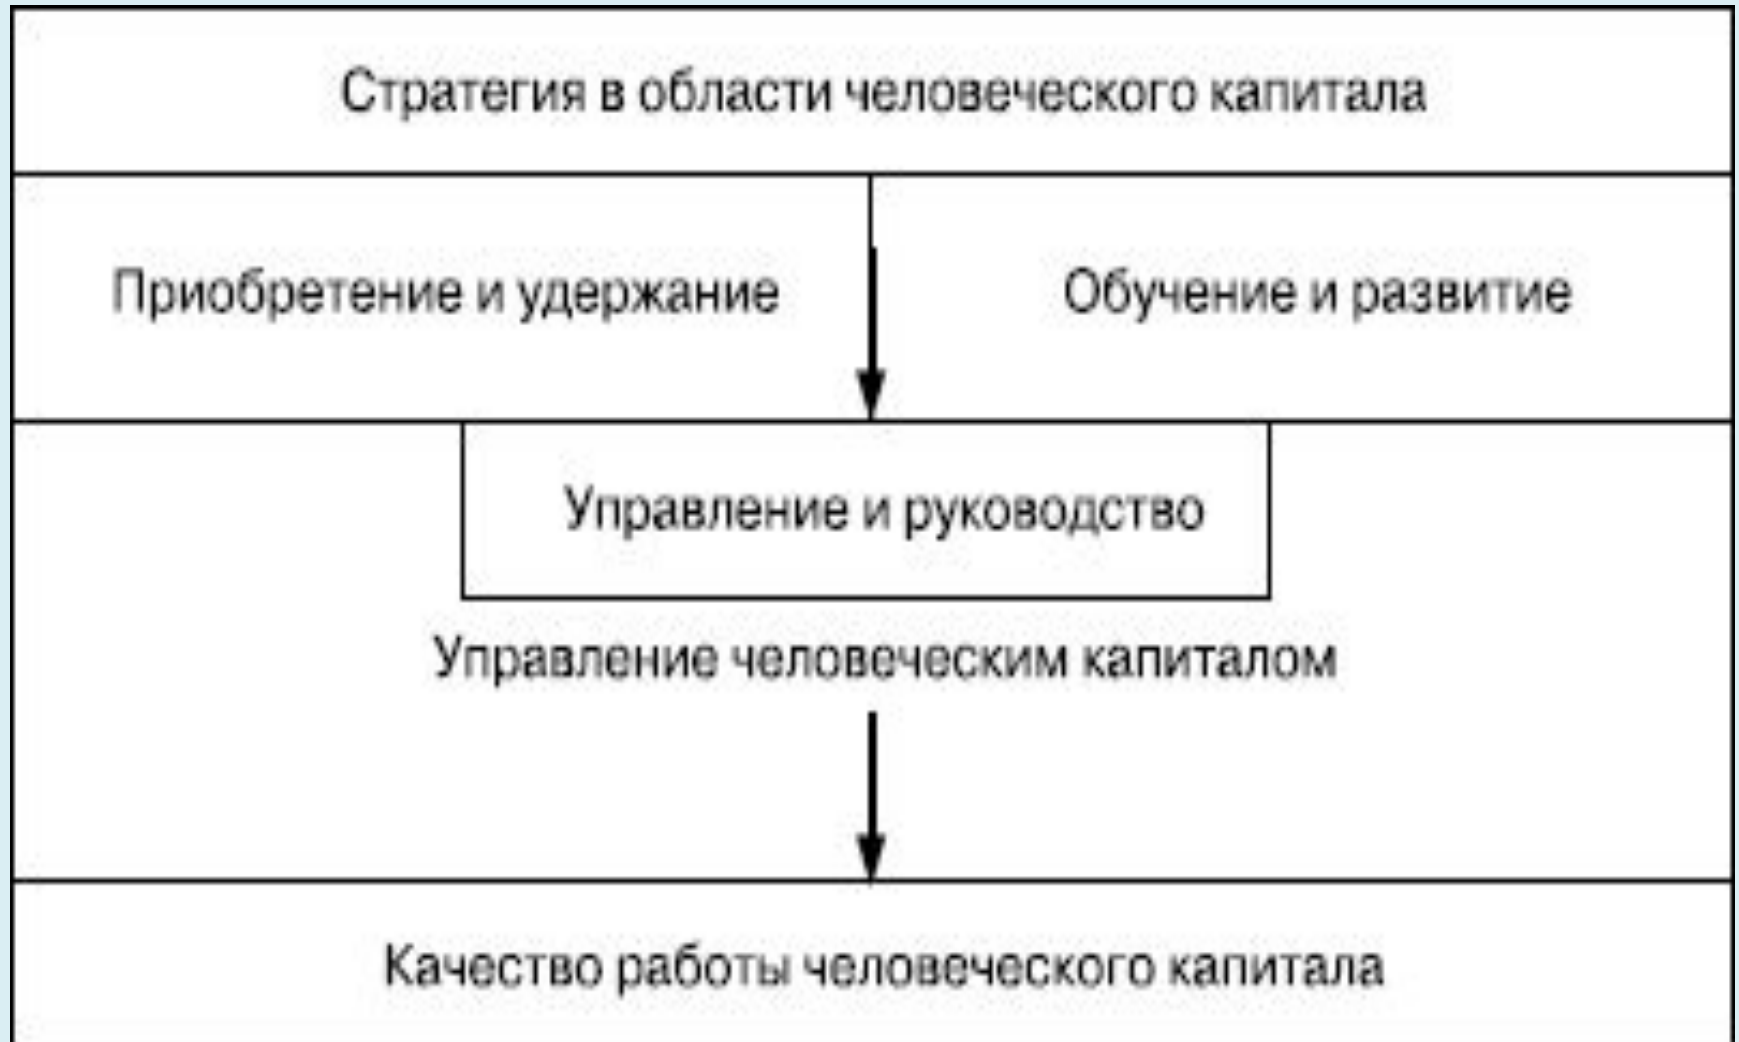 Стратегия в области человеческого капитала
Приобретение и удержание
Обучение и развитие
Управление и руководство
Управление человеческим капиталом
Качество работы человеческого капитала